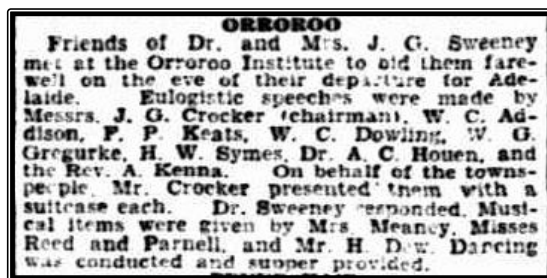 ORROROO
Friends of Dr. and Mrs. J. G. Sweeney
met at the Orroroo Institute to bid them fare-
well on the eve of their departure for Ade-
laide. Eulogistic speeches were made by
Messrs. J. G. Crocker (chairman), W. C. Ad-
dison, F. P. Keats, W. C. Dowling, W. G.
Gregurke, H. W. Symes, Dr. A. C. Houen, and
the Rev. A. Kenna. On behalf of the towns-
people, Mr. Crocker presented them with a
suitcase each. Dr. Sweeney responded. Musi-
cal items were given by Mrs. Meaney, Misses
Reed and Parnell, and Mr. H. Dew. Dancing
was conducted and supper provided.